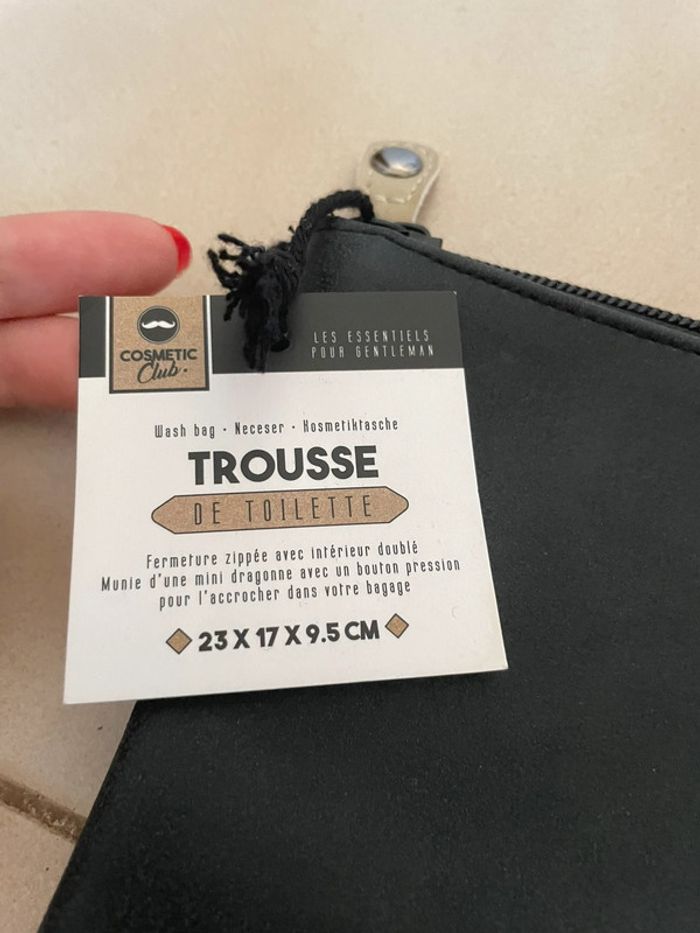 COSMETIC
Club.
LES ESSENTIELS
POUR GENTLEMAN
Wash bag · Neceser · Kosmetiktasche
TROUSSE
DE TOILETTE
Fermeture zippée avec intérieur doublé
Munie d'une mini dragonne avec un bouton pression
pour l'accrocher dans votre bagage
23 X 17 X 9.5 CM